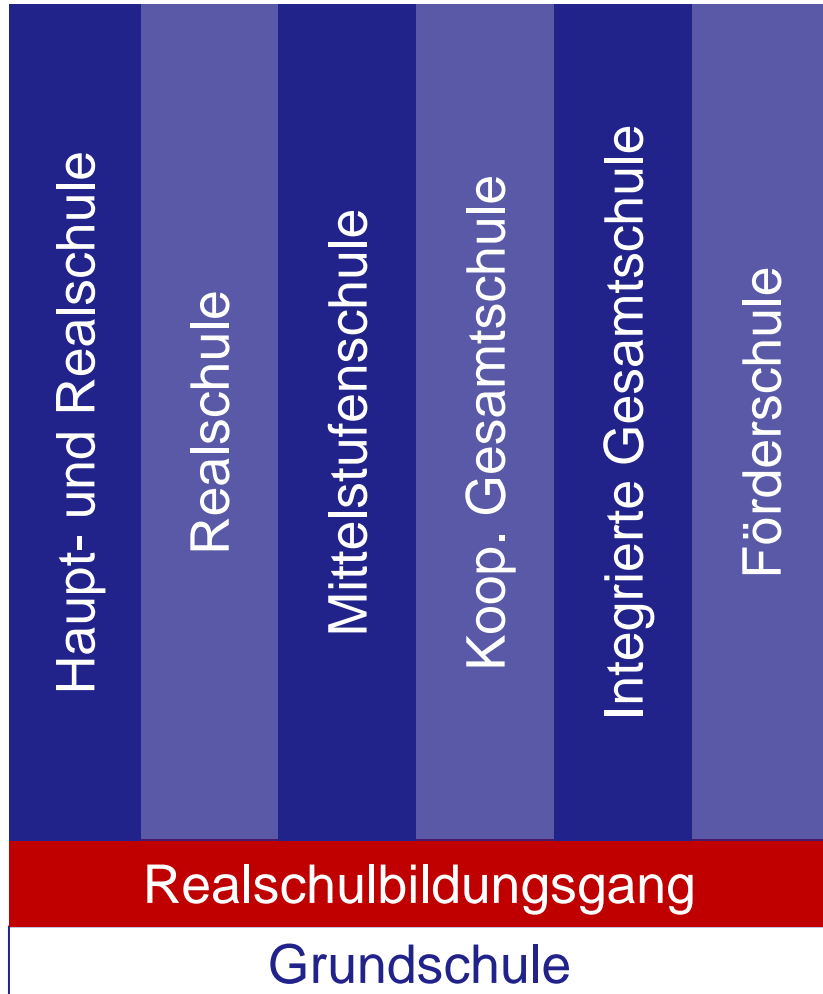 Haupt- und Realschule
Realschule
Mittelstufenschule
Koop. Gesamtschule
Integrierte Gesamtschule
Förderschule
Realschulbildungsgang
Grundschule